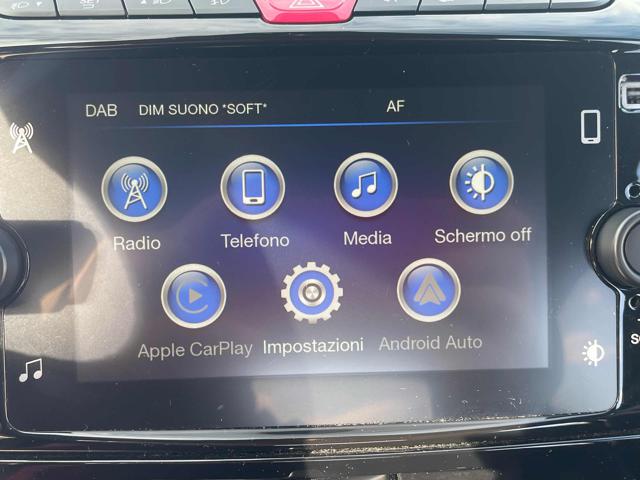 DAB DIM SUONO *SOFT* AF
Radio Telefono Media Schermo off
Apple CarPlay Impostazioni Android Auto